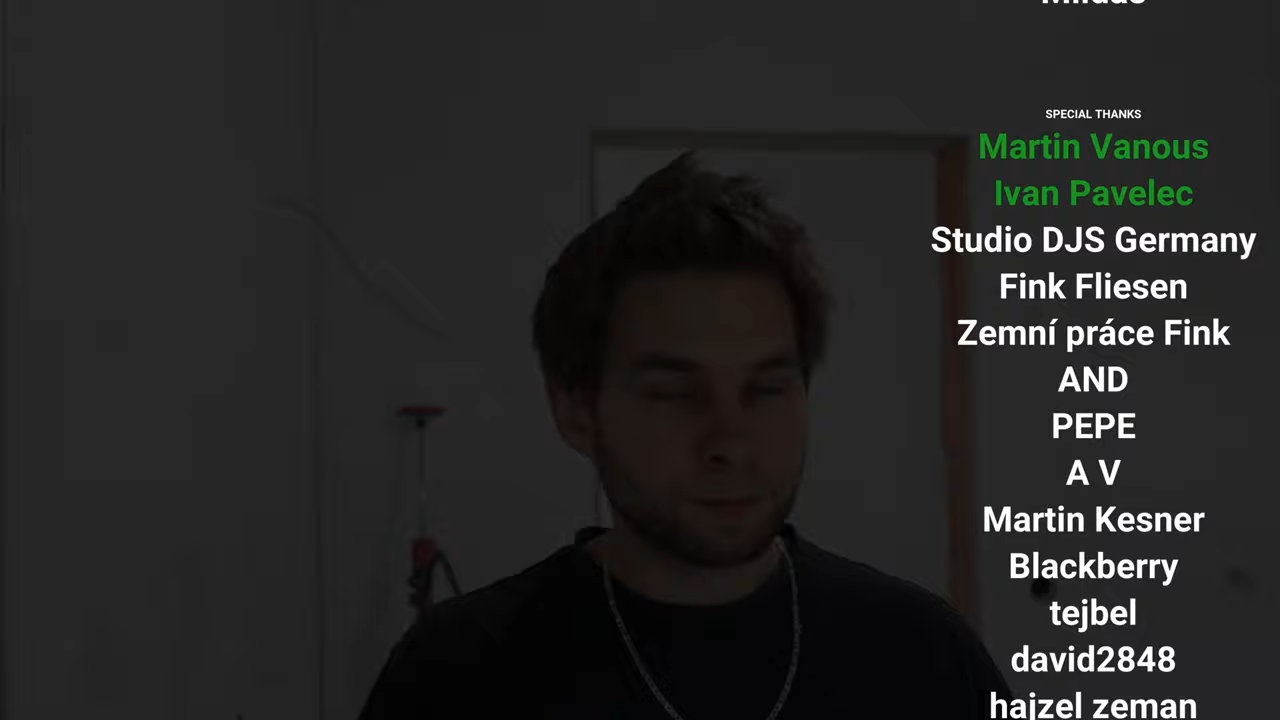 SPECIAL THANKS
Martin Vanous
Ivan Pavelec
Studio DJS Germany
Fink Fliesen
Zemní práce Fink
AND
PEPE
A V
Martin Kesner
Blackberry
tejbel
david2848
hajzel zeman